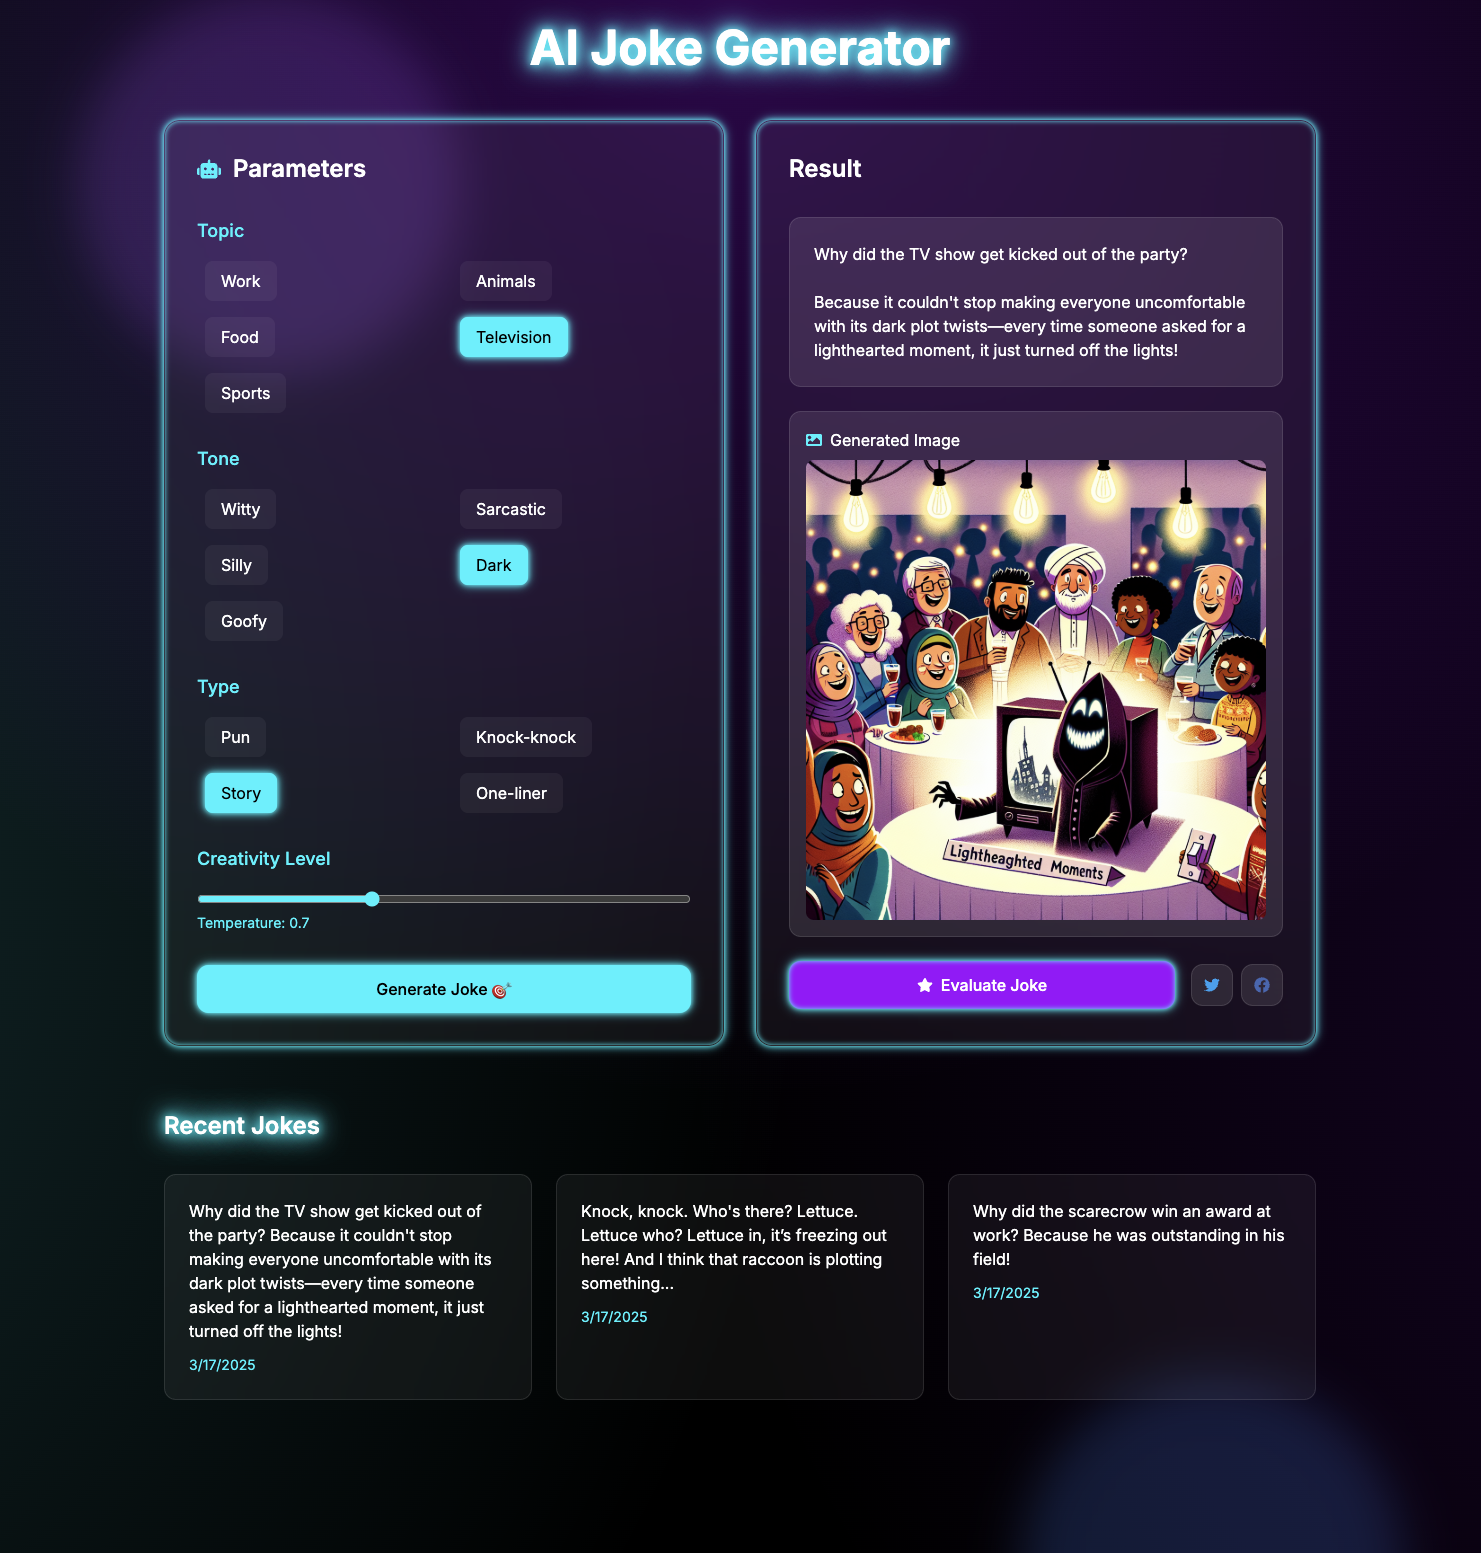 AI Joke Generator
Parameters
Topic
Work
Animals
Food
Television
Sports
Tone
Witty
Sarcastic
Silly
Dark
Goofy
Type
Pun
Knock-knock
Story
One-liner
Creativity Level
Temperature: 0.7
Generate Joke 🎯
Result
Why did the TV show get kicked out of the party?
Because it couldn't stop making everyone uncomfortable
with its dark plot twists—every time someone asked for a
lighthearted moment, it just turned off the lights!
Generated Image
Lightheaghted Moments
Evaluate Joke
Recent Jokes
Why did the TV show get kicked out of
the party? Because it couldn't stop
making everyone uncomfortable with its
dark plot twists—every time someone
asked for a lighthearted moment, it just
turned off the lights!
3/17/2025
Knock, knock. Who's there? Lettuce.
Lettuce who? Lettuce in, it’s freezing out
here! And I think that raccoon is plotting
something...
3/17/2025
Why did the scarecrow win an award at
work? Because he was outstanding in his
field!
3/17/2025